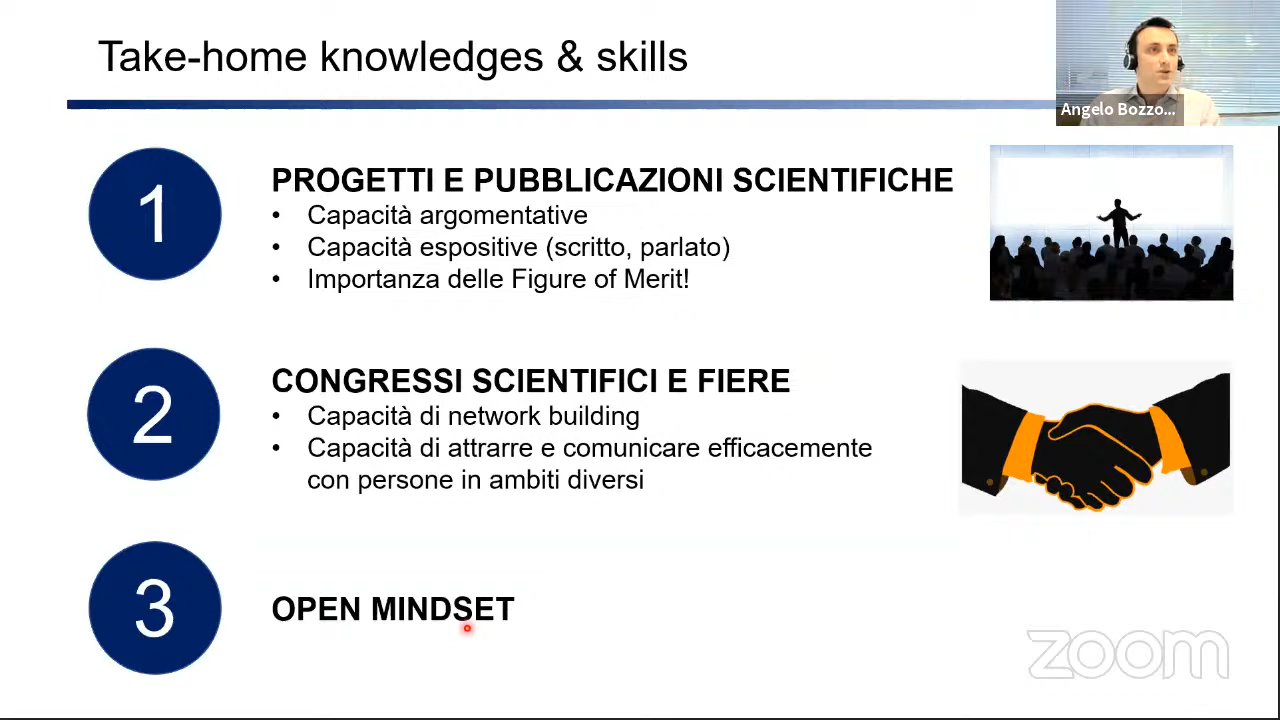 Take-home knowledges & skills
Angelo Bozzo...
1
PROGETTI E PUBBLICAZIONI SCIENTIFICHE
• Capacità argomentative
• Capacità espositive (scritto, parlato)
• Importanza delle Figure of Merit!
2
CONGRESSI SCIENTIFICI E FIERE
• Capacità di network building
• Capacità di attrarre e comunicare efficacemente
con persone in ambiti diversi
3
OPEN MINDSET
zoom